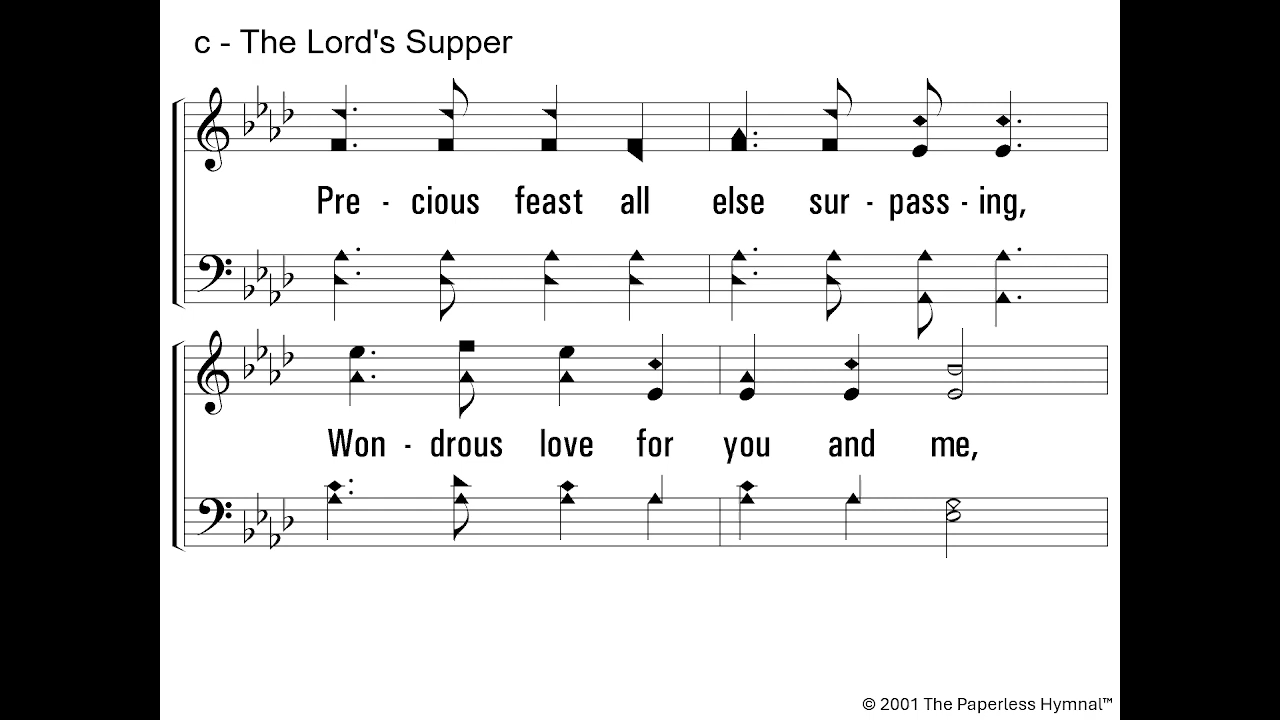 c - The Lord's Supper
Pre - cious feast all else sur - pass - ing,
Won - drous love for you and me,
© 2001 The Paperless Hymnal™